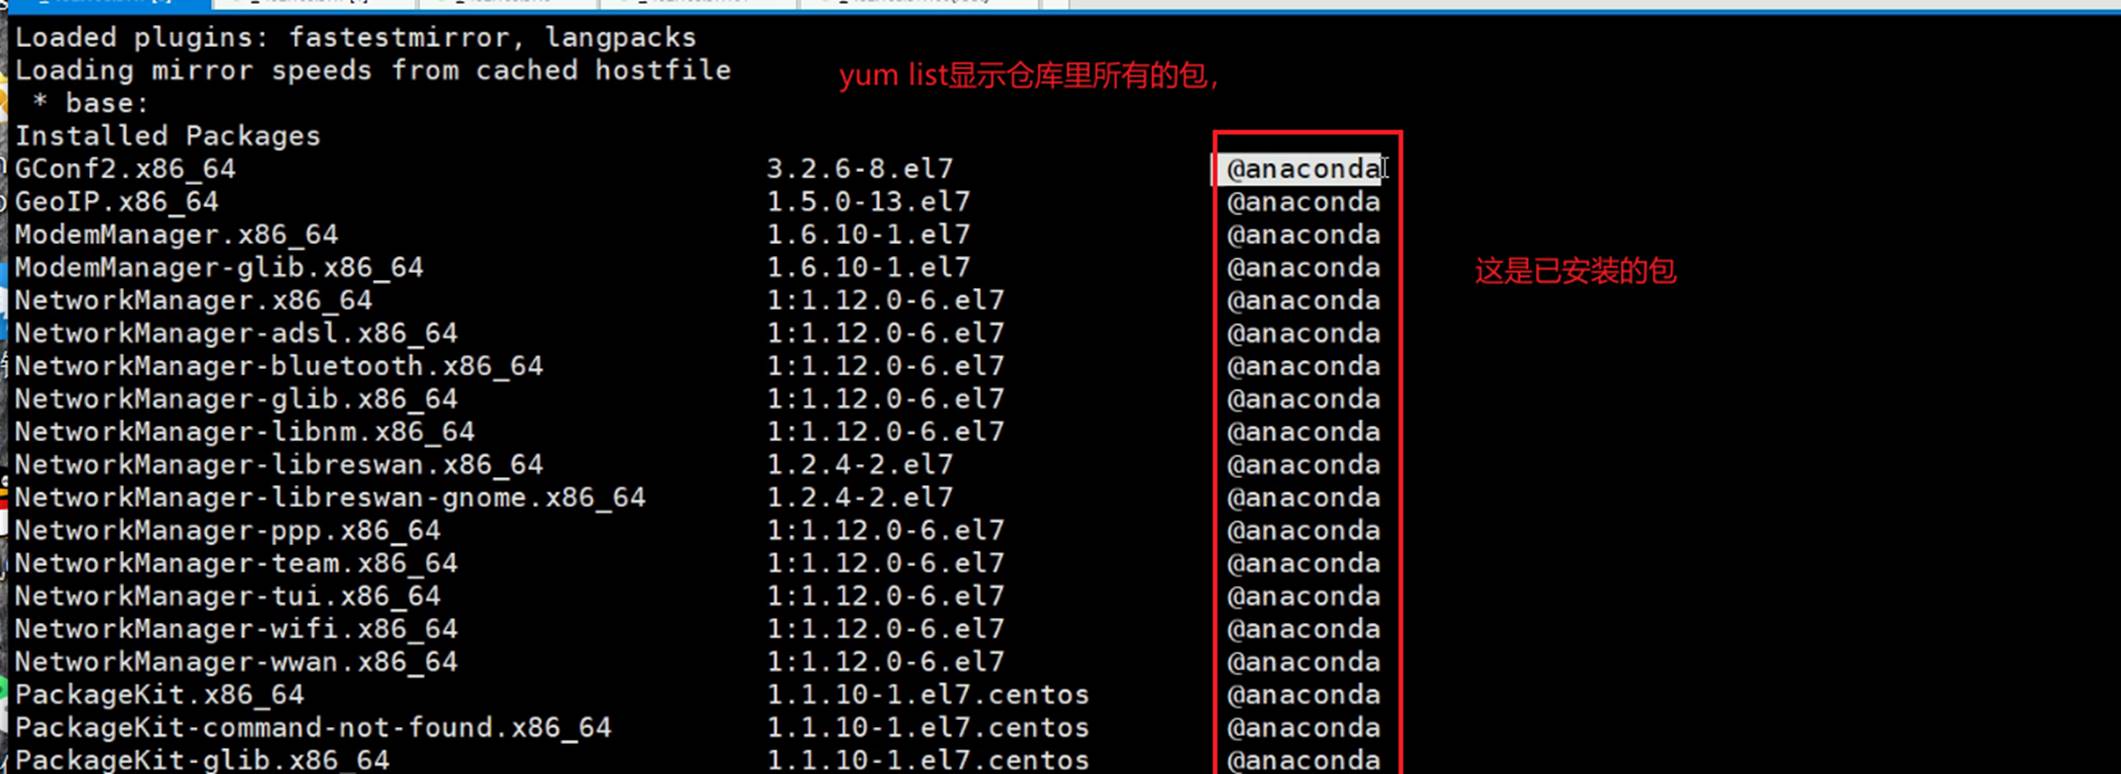 Loaded plugins: fastestmirror, langpacks
Loading mirror speeds from cached hostfile
yum list显示仓库里所有的包，
* base:
Installed Packages
GConf2.x86_64 3.2.6-8.el7 @anaconda
GeoIP.x86_64 1.5.0-13.el7 @anaconda
ModemManager.x86_64 1.6.10-1.el7 @anaconda
ModemManager-glib.x86_64 1.6.10-1.el7 @anaconda
这是已安装的包
NetworkManager.x86_64 1:1.12.0-6.el7 @anaconda
NetworkManager-adsl.x86_64 1:1.12.0-6.el7 @anaconda
NetworkManager-bluetooth.x86_64 1:1.12.0-6.el7 @anaconda
NetworkManager-glib.x86_64 1:1.12.0-6.el7 @anaconda
NetworkManager-libnm.x86_64 1:1.12.0-6.el7 @anaconda
NetworkManager-libreswan.x86_64 1.2.4-2.el7 @anaconda
NetworkManager-libreswan-gnome.x86_64 1.2.4-2.el7 @anaconda
NetworkManager-ppp.x86_64 1:1.12.0-6.el7 @anaconda
NetworkManager-team.x86_64 1:1.12.0-6.el7 @anaconda
NetworkManager-tui.x86_64 1:1.12.0-6.el7 @anaconda
NetworkManager-wifi.x86_64 1:1.12.0-6.el7 @anaconda
NetworkManager-wwan.x86_64 1:1.12.0-6.el7 @anaconda
PackageKit.x86_64 1.1.10-1.el7.centos @anaconda
PackageKit-command-not-found.x86_64 1.1.10-1.el7.centos @anaconda
PackageKit-glib.x86_64 1.1.10-1.el7.centos @anaconda